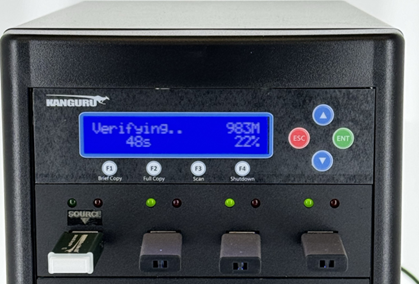 KANGURU
Verifying.. 983M
48s 22%
ESC ENT
F1 F2 F3 F4
Brief Copy Full Copy Scan Shutdown
SOURCE